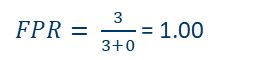 FPR = 3/(3+0) = 1.00